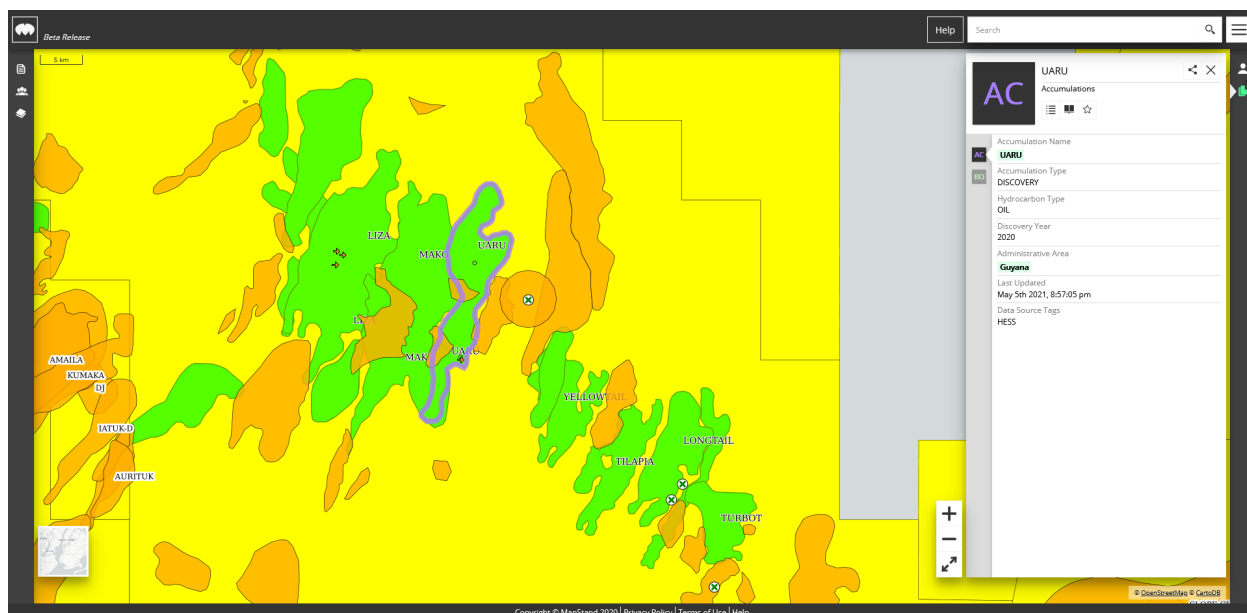 Beta Release
Help
Search
5 km
AC
UARU
Accumulations
AC
BO
Accumulation Name
UARU
Accumulation Type
DISCOVERY
Hydrocarbon Type
OIL
Discovery Year
2020
Administrative Area
Guyana
Last Updated
May 5th 2021, 8:57:05 pm
Data Source Tags
HESS
LIZA
MAKO
UARU
LIZA
MAK
UARU
AMAILA
KUMAKA
DJ
IATUK-D
AURITUK
YELLOWTAIL
LONGTAIL
TILAPIA
TURBOT
+
−
© OpenStreetMap © CartoDB
Copyright © MapStand 2020 | Privacy Policy | Terms of Use | Help